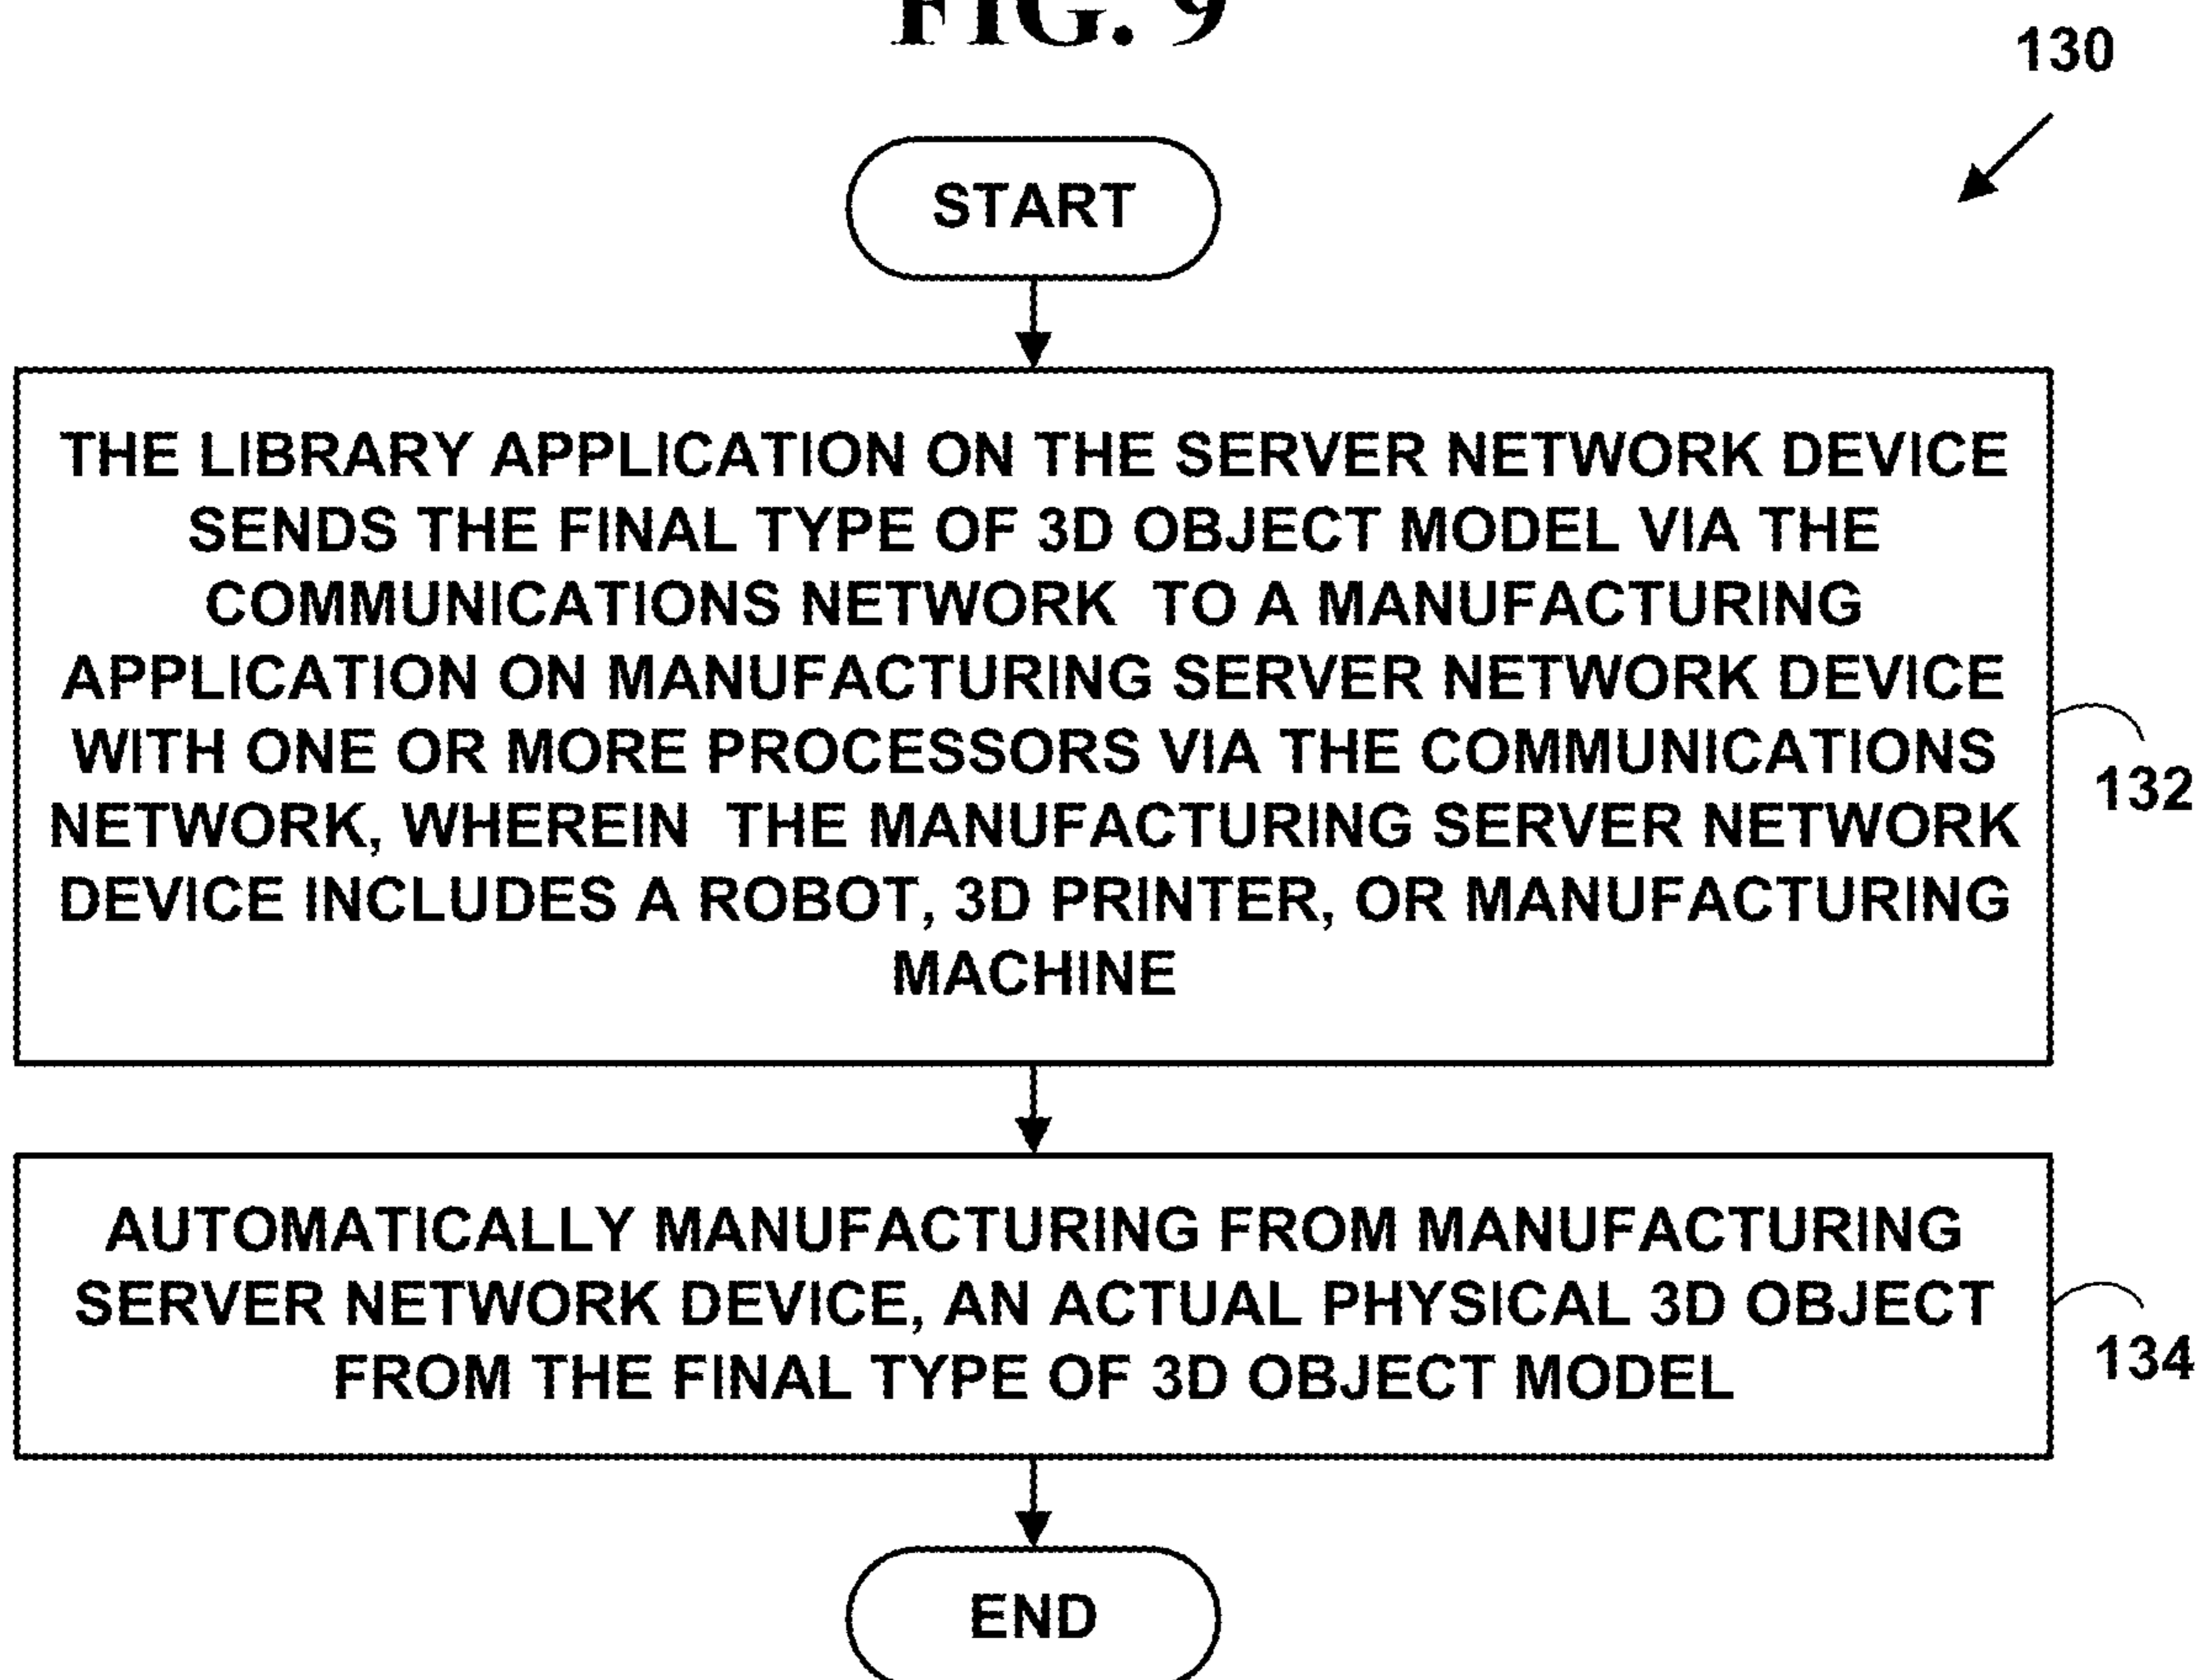 FIG. 9
130
START
THE LIBRARY APPLICATION ON THE SERVER NETWORK DEVICE
SENDS THE FINAL TYPE OF 3D OBJECT MODEL VIA THE
COMMUNICATIONS NETWORK TO A MANUFACTURING
APPLICATION ON MANUFACTURING SERVER NETWORK DEVICE
WITH ONE OR MORE PROCESSORS VIA THE COMMUNICATIONS
NETWORK, WHEREIN THE MANUFACTURING SERVER NETWORK
DEVICE INCLUDES A ROBOT, 3D PRINTER, OR MANUFACTURING
MACHINE
132
AUTOMATICALLY MANUFACTURING FROM MANUFACTURING
SERVER NETWORK DEVICE, AN ACTUAL PHYSICAL 3D OBJECT
FROM THE FINAL TYPE OF 3D OBJECT MODEL
134
END